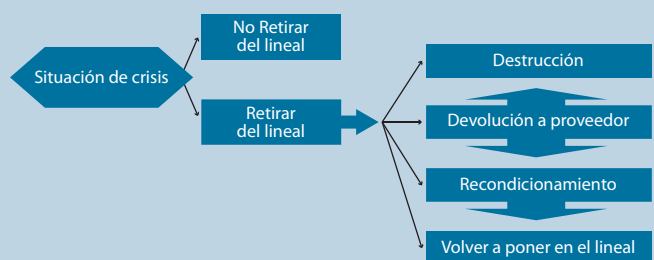 Situación de crisis
No Retirar
del lineal
Retirar
del lineal
Destrucción
Devolución a proveedor
Recondicionamiento
Volver a poner en el lineal